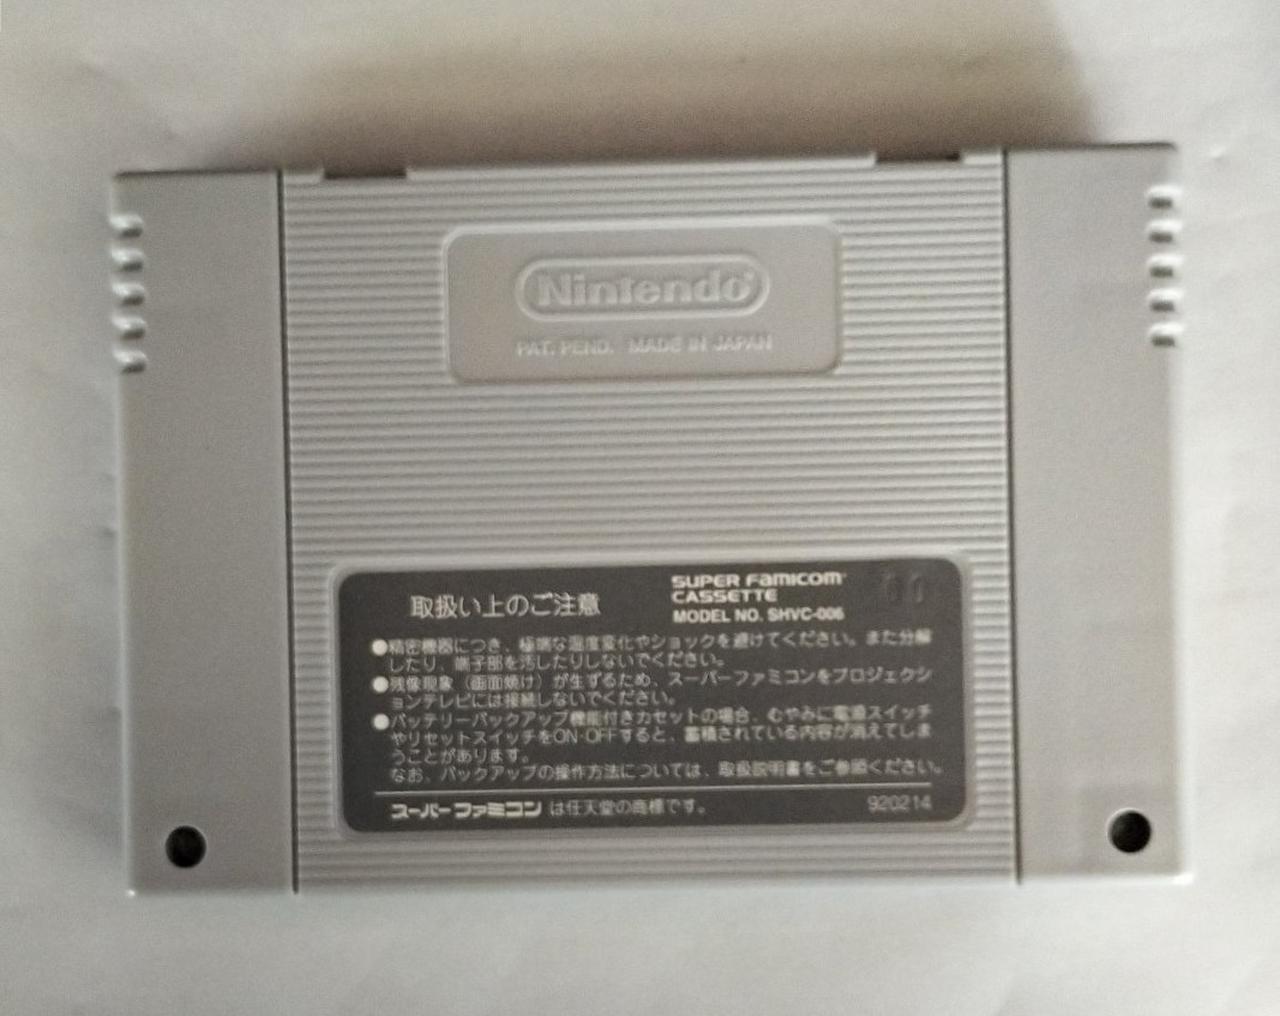 Nintendo®
PAT. PEND. MADE IN JAPAN
取扱い上のご注意
SUPER FAMICOM
CASSETTE
MODEL NO. SHVC-006
00
●精密機器につき、極端な温度変化やショックを避けてください。また分解
したり、端子部を汚したりしないでください。
●残像現象(画面焼け)が生ずるため、スーパーファミコンをプロジェクシ
ョンテレビには接続しないでください。
●バッテリーバックアップ機能付きカセットの場合、むやみに電源スイッチ
やリセットスイッチをON·OFFすると、蓄積されている内容が消えてしま
うことがあります。
なお、バックアップの操作方法については、取扱説明書をご参照ください。
スーパーファミコン は任天堂の商標です。
920214